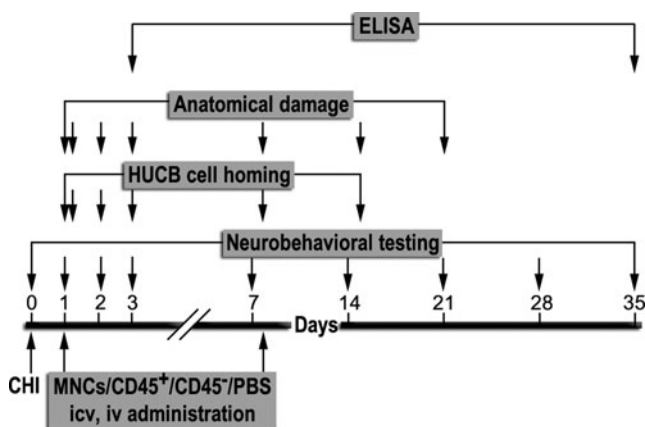 ELISA
Anatomical damage
HUCB cell homing
Neurobehavioral testing
0 1 2 3 7 14 21 28 35
Days
CHI MNCs/CD45⁺/CD45⁻/PBS
icv, iv administration